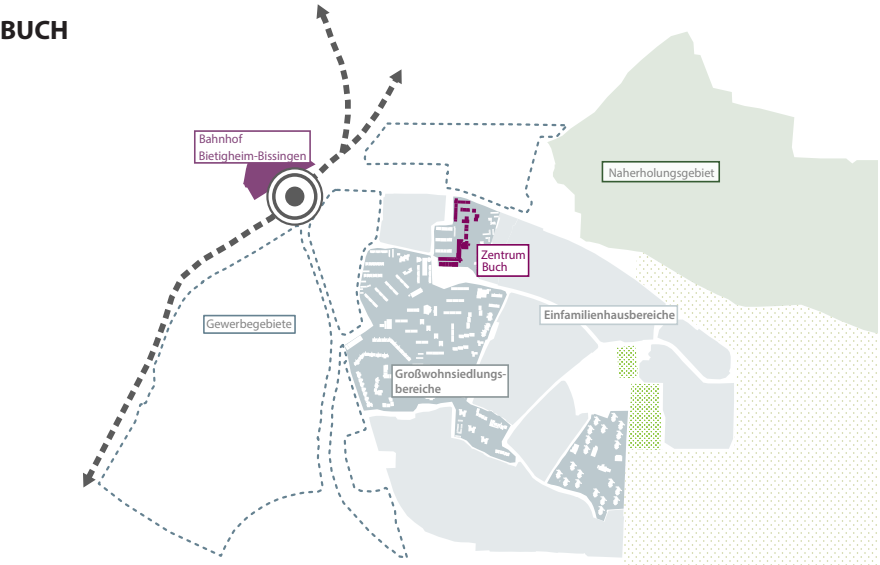 BUCH
Bahnhof
Bietigheim-Bissingen
Naherholungsgebiet
Zentrum
Buch
Einfamilienhausbereiche
Gewerbegebiete
Großwohnsiedlungs-
bereiche